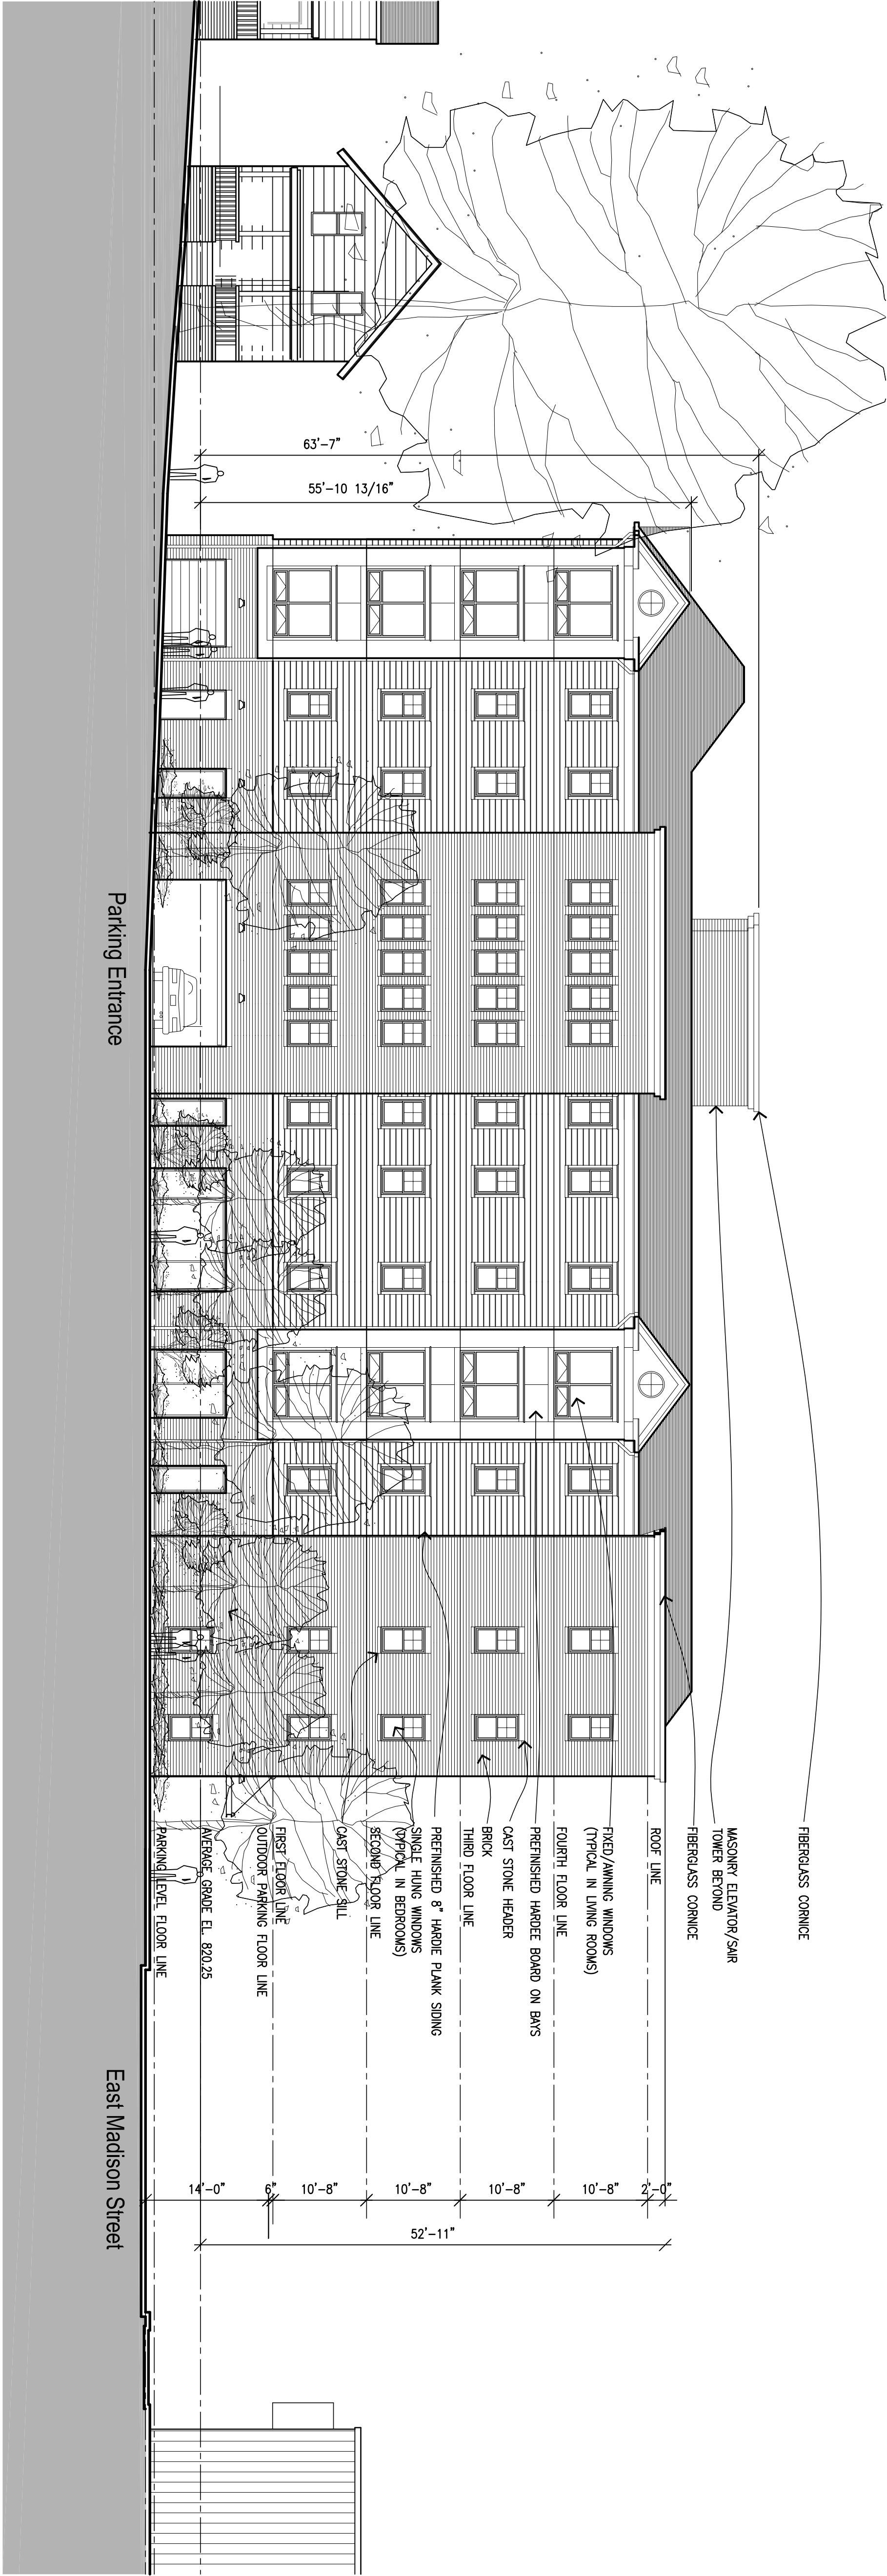 FIBERGLASS CORNICE
MASONRY ELEVATOR/SAIR
TOWER BEYOND
FIBERGLASS CORNICE
ROOF LINE
FIXED/AWNING WINDOWS
(TYPICAL IN LIVING ROOMS)
FOURTH FLOOR LINE
PREFINISHED HARDEE BOARD ON BAYS
CAST STONE HEADER
BRICK
THIRD FLOOR LINE
PREFINISHED 8" HARDIE PLANK SIDING
SINGLE HUNG WINDOWS
(TYPICAL IN BEDROOMS)
SECOND FLOOR LINE
CAST STONE SILL
FIRST FLOOR LINE
OUTDOOR PARKING FLOOR LINE
AVERAGE GRADE EL. 820.25
PARKING LEVEL FLOOR LINE
63'-7"
55'-10 13/16"
2'-0"
10'-8"
10'-8"
10'-8"
10'-8"
6"
14'-0"
52'-11"
Parking Entrance
East Madison Street